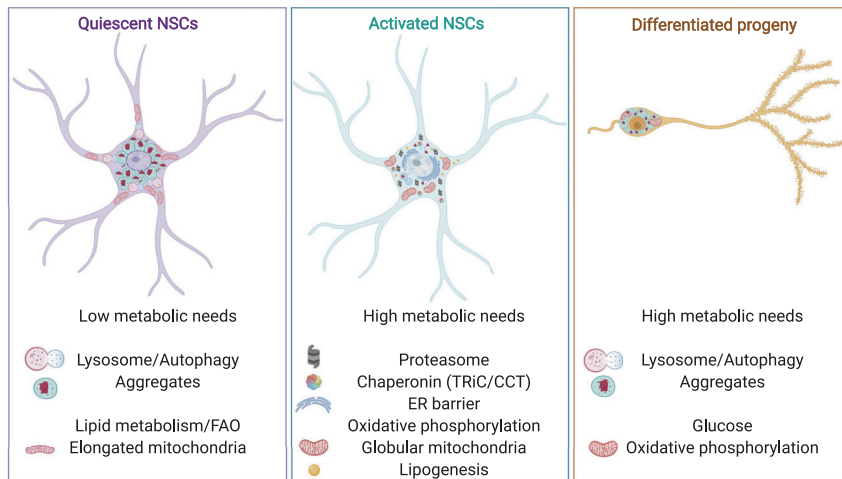 Quiescent NSCs
Low metabolic needs
Lysosome/Autophagy
Aggregates
Lipid metabolism/FAO
Elongated mitochondria
Activated NSCs
High metabolic needs
Proteasome
Chaperonin (TRiC/CCT)
ER barrier
Oxidative phosphorylation
Globular mitochondria
Lipogenesis
Differentiated progeny
High metabolic needs
Lysosome/Autophagy
Aggregates
Glucose
Oxidative phosphorylation